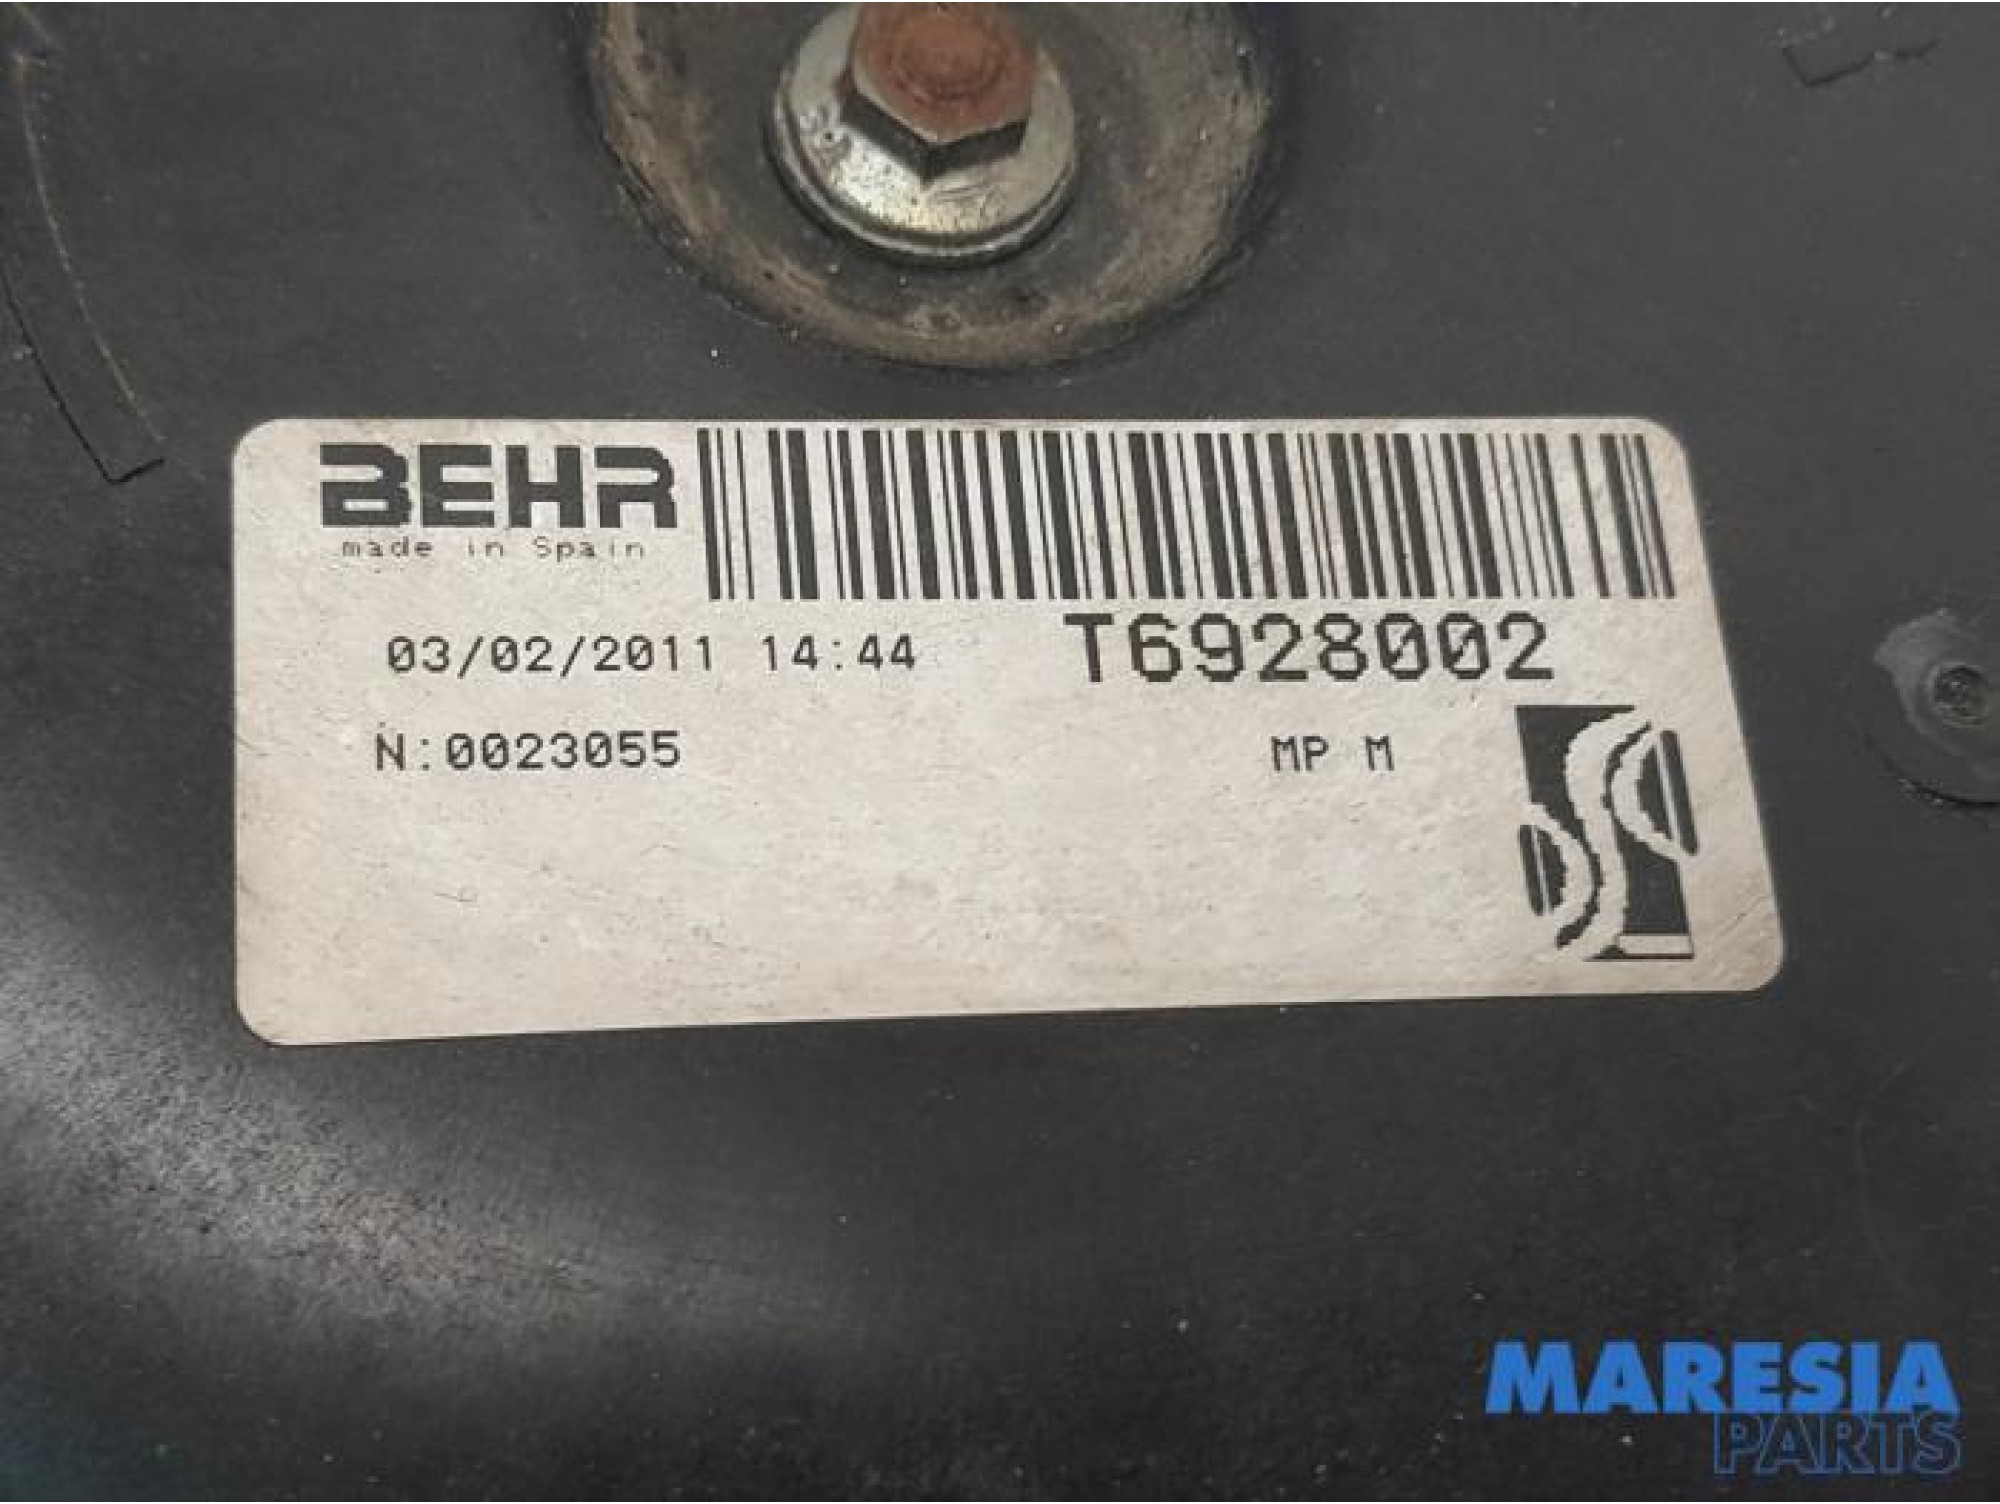 BEHR
made in Spain
03/02/2011 14:44
T6928002
N:0023055
MP M
MARESIA
PARTS